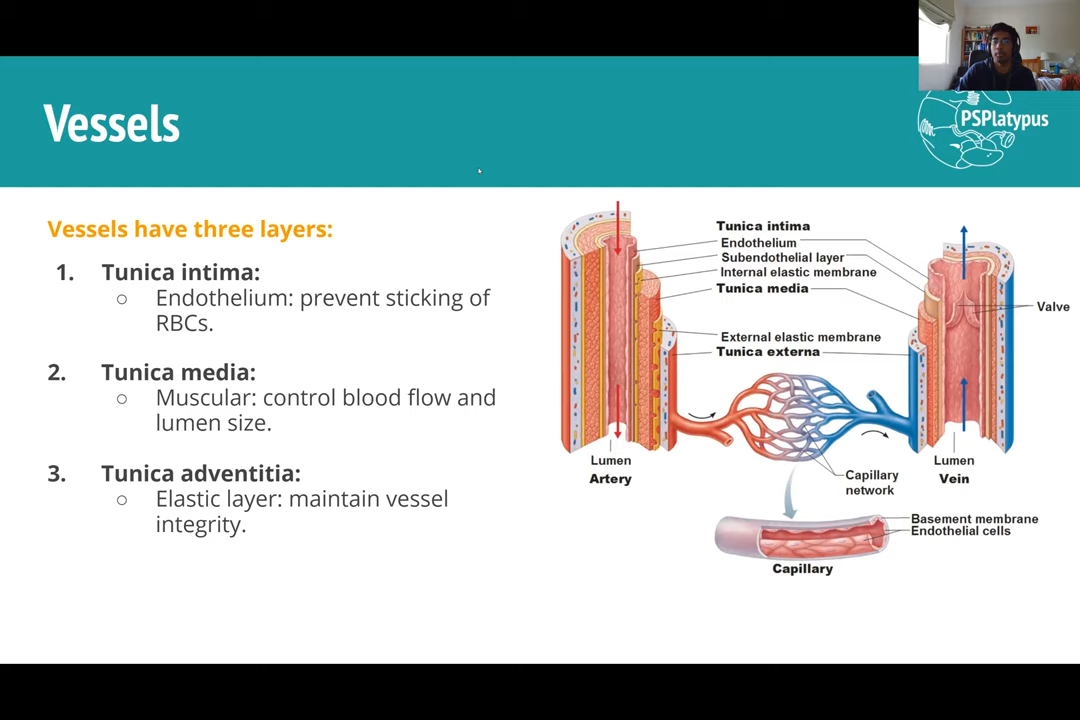 Vessels
PSPlatypus
Vessels have three layers:
1. Tunica intima:
○ Endothelium: prevent sticking of
RBCs.
2. Tunica media:
○ Muscular: control blood flow and
lumen size.
3. Tunica adventitia:
○ Elastic layer: maintain vessel
integrity.
Tunica intima
Endothelium
Subendothelial layer
Internal elastic membrane
Tunica media
Valve
External elastic membrane
Tunica externa
Lumen
Artery
Lumen
Vein
Capillary
network
Basement membrane
Endothelial cells
Capillary